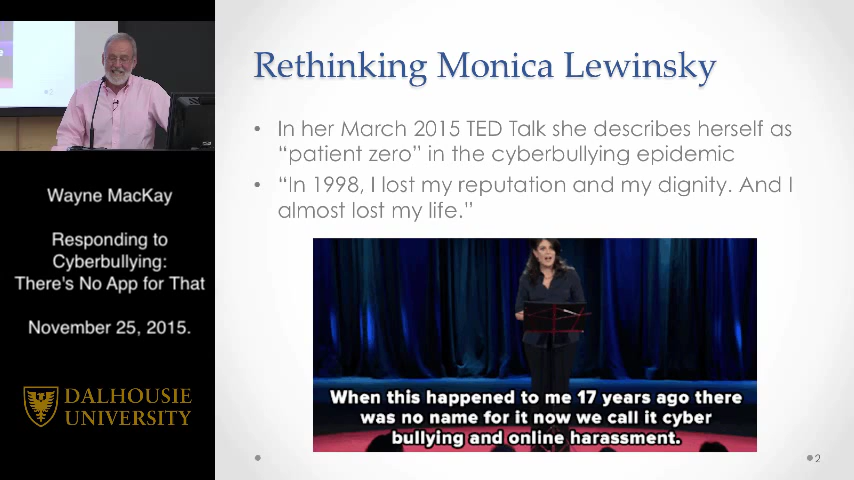 Wayne MacKay
Responding to
Cyberbullying:
There's No App for That
November 25, 2015.
DALHOUSIE
UNIVERSITY
Rethinking Monica Lewinsky
• In her March 2015 TED Talk she describes herself as
"patient zero" in the cyberbullying epidemic
• "In 1998, I lost my reputation and my dignity. And I
almost lost my life."
When this happened to me 17 years ago there
was no name for it now we call it cyber
bullying and online harassment.
2